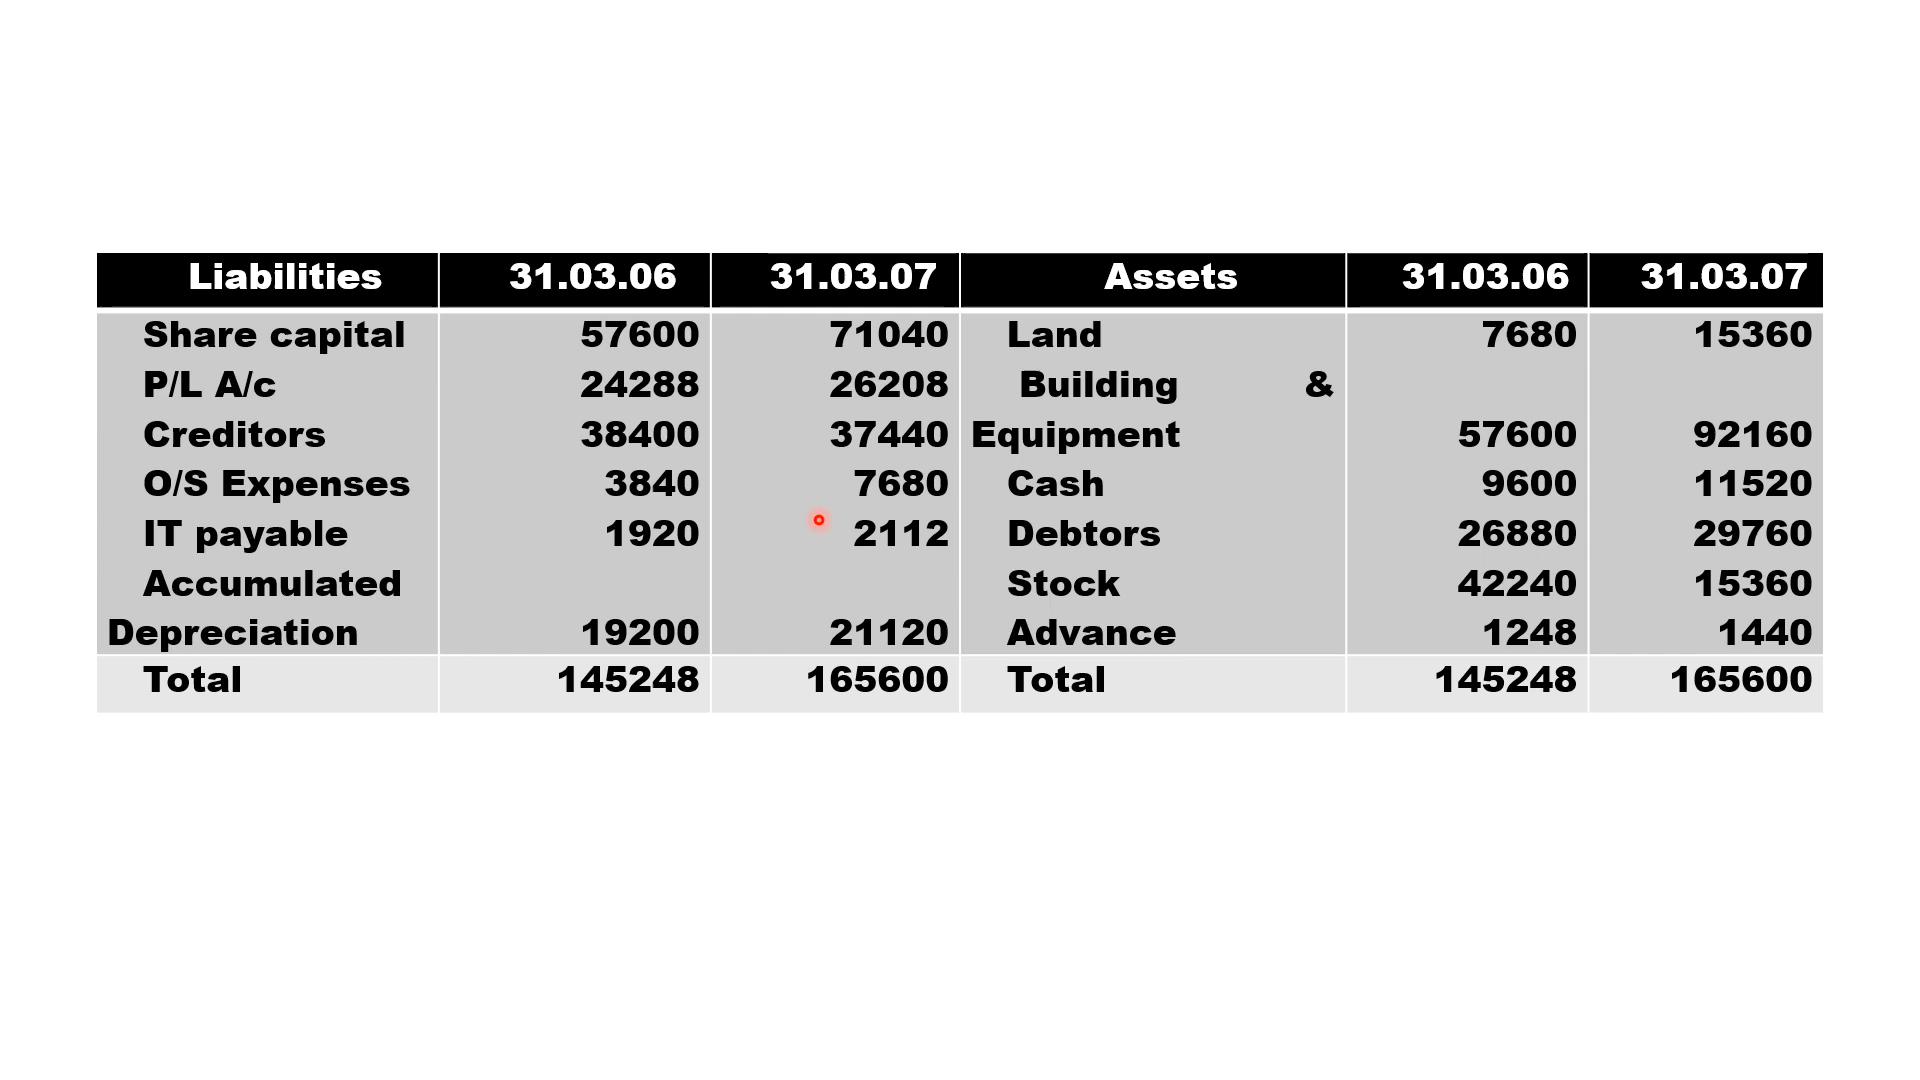 Liabilities 31.03.06 31.03.07 Assets 31.03.06 31.03.07
Share capital 57600 71040 Land 7680 15360
P/L A/c 24288 26208 Building &
Creditors 38400 37440 Equipment 57600 92160
O/S Expenses 3840 7680 Cash 9600 11520
IT payable 1920 2112 Debtors 26880 29760
Accumulated Stock 42240 15360
Depreciation 19200 21120 Advance 1248 1440
Total 145248 165600 Total 145248 165600